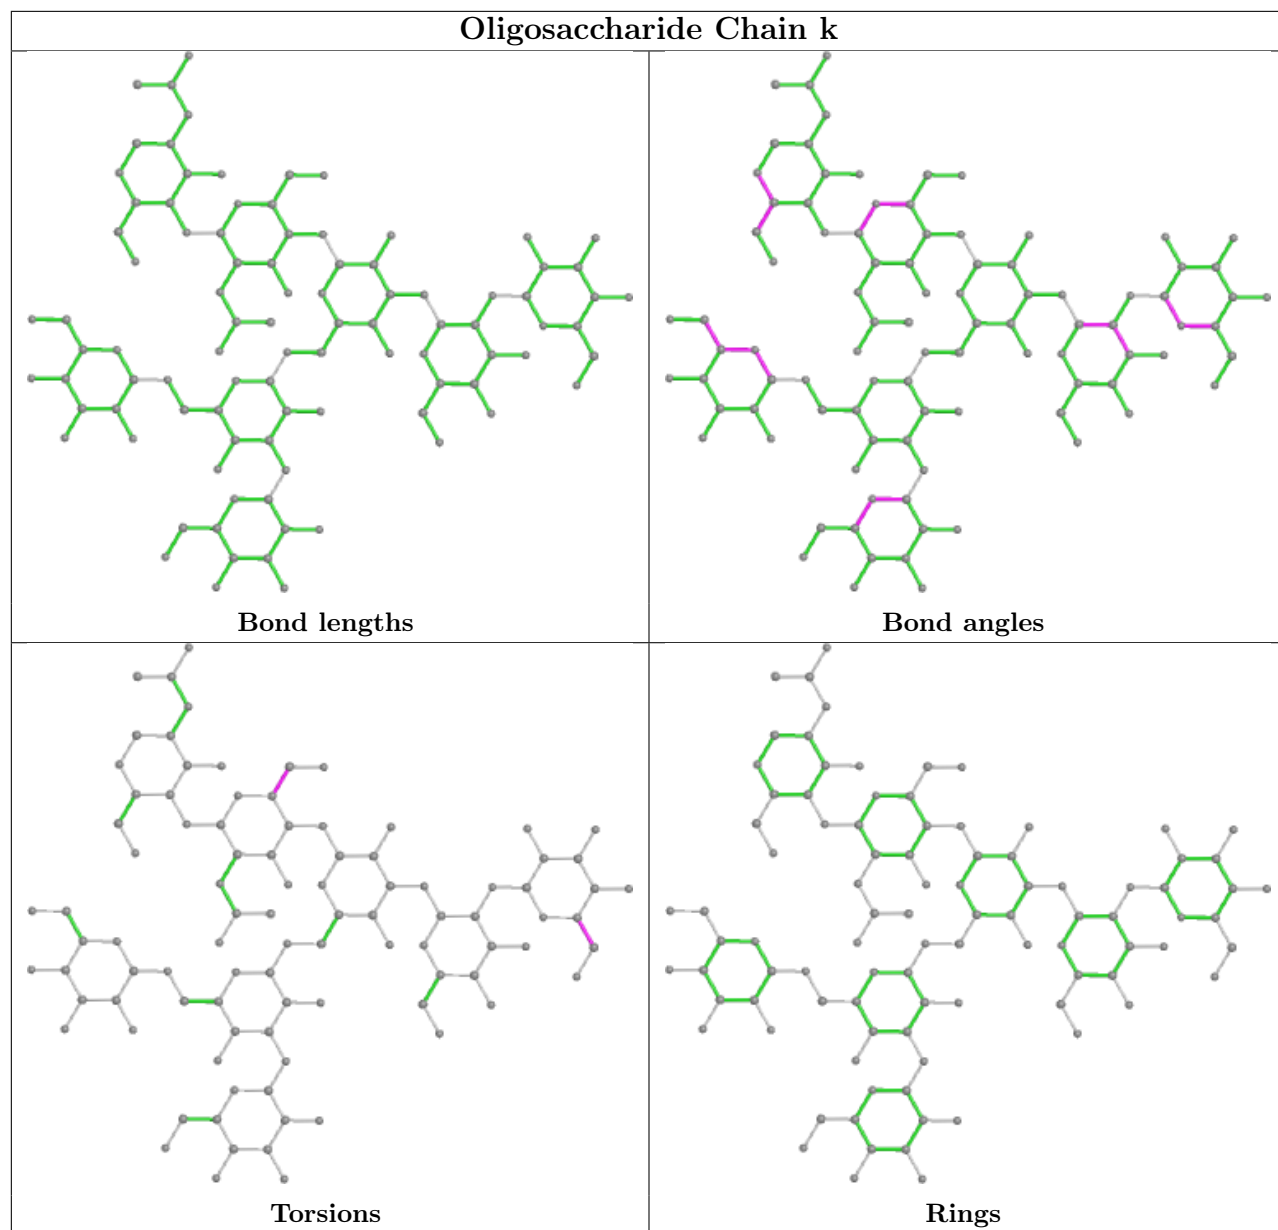 Oligosaccharide Chain k
Bond lengths
Bond angles
Torsions
Rings